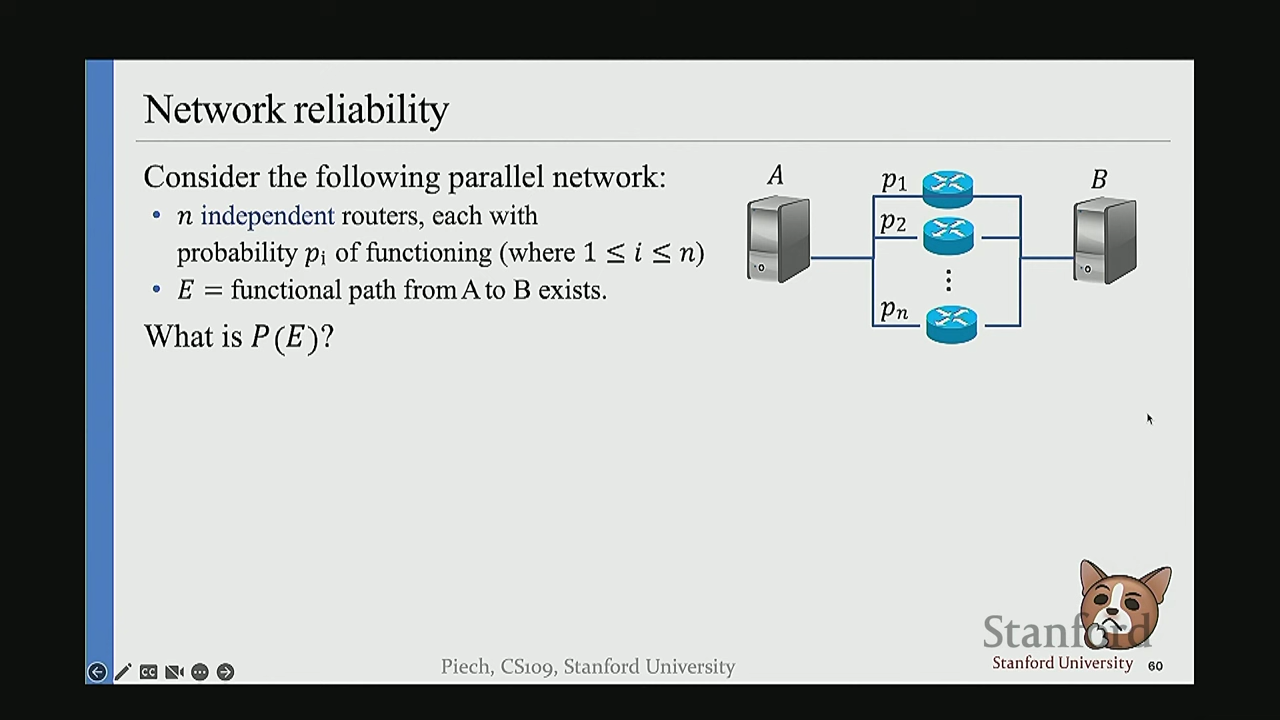 Network reliability
Consider the following parallel network:
• n independent routers, each with
probability pᵢ of functioning (where 1 ≤ i ≤ n)
• E = functional path from A to B exists.
What is P(E)?
A
p₁
p₂
⋮
pₙ
B
Stanford
Stanford University
Piech, CS109, Stanford University
60
CC